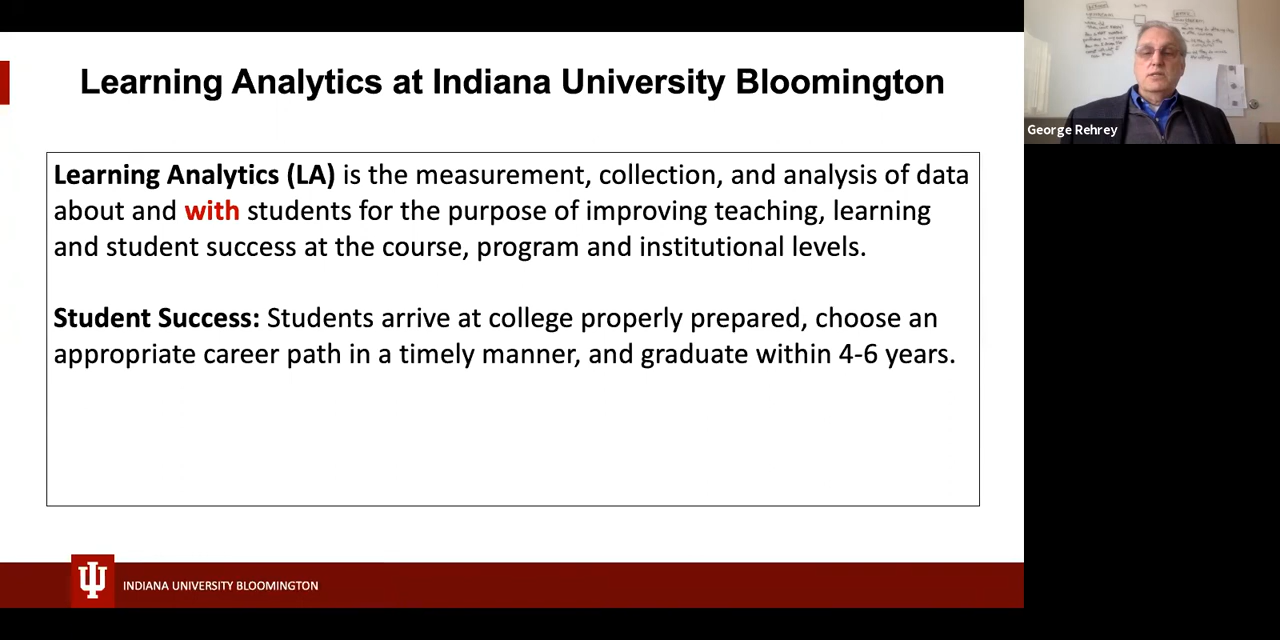 Learning Analytics at Indiana University Bloomington
Learning Analytics (LA) is the measurement, collection, and analysis of data
about and with students for the purpose of improving teaching, learning
and student success at the course, program and institutional levels.
Student Success: Students arrive at college properly prepared, choose an
appropriate career path in a timely manner, and graduate within 4-6 years.
INDIANA UNIVERSITY BLOOMINGTON
George Rehrey